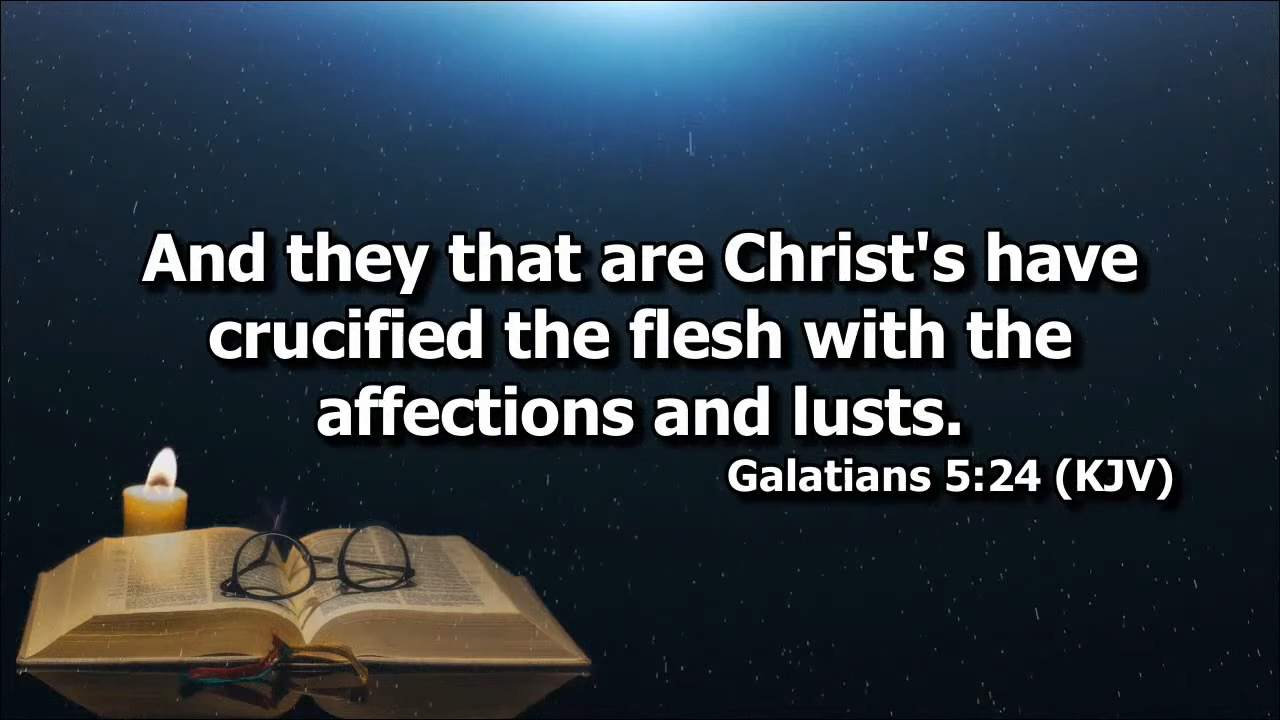 And they that are Christ's have
crucified the flesh with the
affections and lusts.
Galatians 5:24 (KJV)